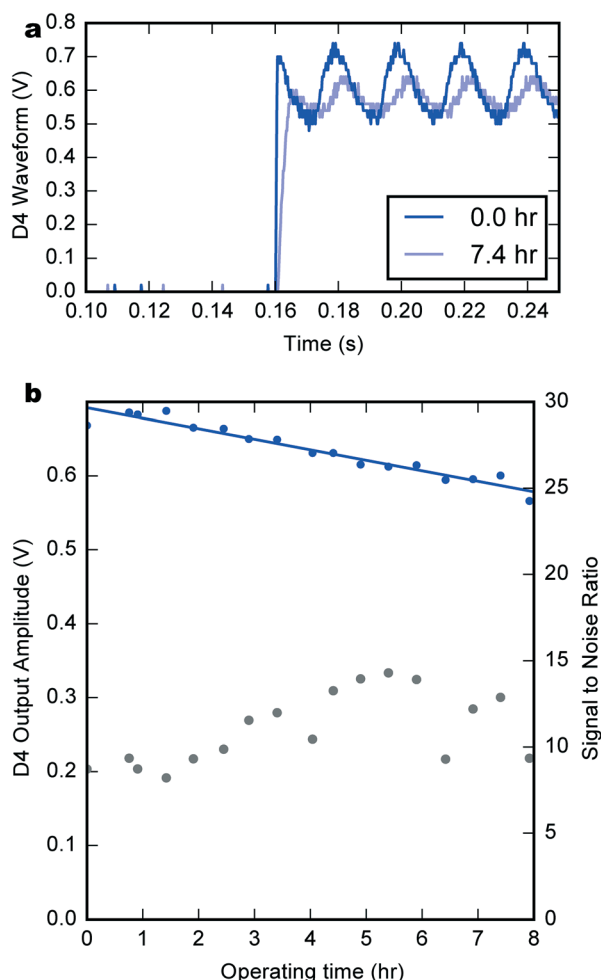 a
0.8
0.7
0.6
0.5
0.4
0.3
0.2
0.1
0.0
D4 Waveform (V)
0.0 hr
7.4 hr
0.10 0.12 0.14 0.16 0.18 0.20 0.22 0.24
Time (s)
b
0.6
0.5
0.4
0.3
0.2
0.1
0.0
D4 Output Amplitude (V)
30
25
20
15
10
5
0
Signal to Noise Ratio
0 1 2 3 4 5 6 7 8
Operating time (hr)